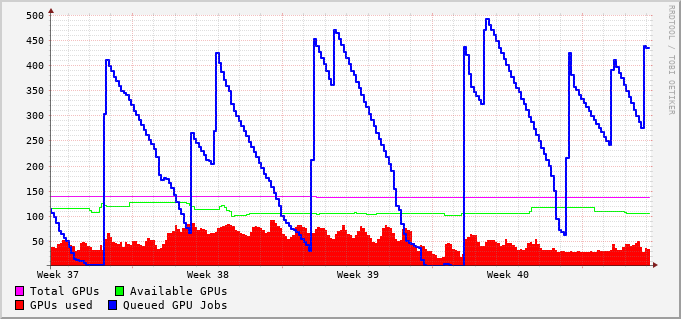 500
450
400
350
300
250
200
150
100
50
Week 37 Week 38 Week 39 Week 40
Total GPUs Available GPUs
GPUs used Queued GPU Jobs
RRDTOOL / TOBI OETIKER